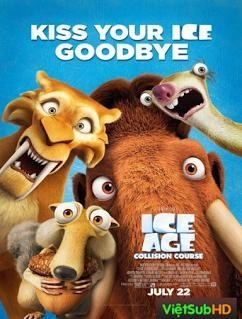 KISS YOUR ICE
GOODBYE
ICE AGE
COLLISION COURSE
JULY 22
VietSubHD